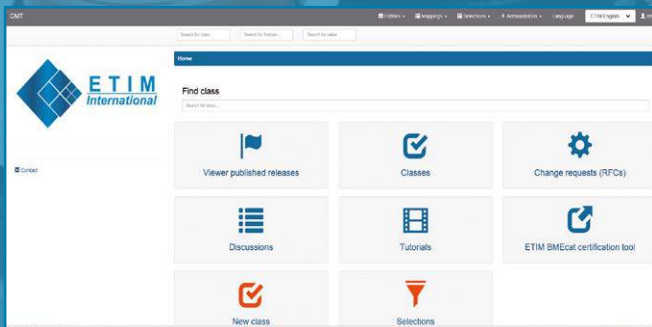 CMT
Entities
Mappings
Selections
Administration
Language
ETIM English
Search for class...
Search for feature...
Search for value...
ETIM
International
Home
Find class
Search for class...
Contact
Viewer published releases
Classes
Change requests (RFCs)
Discussions
Tutorials
ETIM BMEcat certification tool
New class
Selections